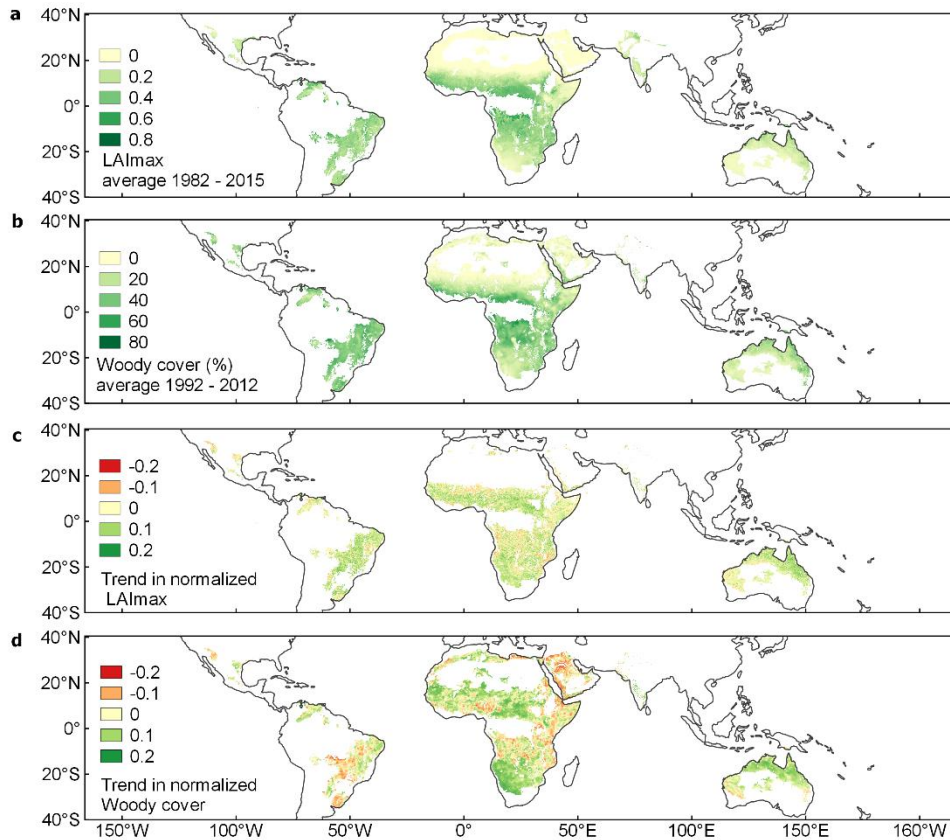 a
40°N
20°N
0°
20°S
40°S
0
0.2
0.4
0.6
0.8
LAImax
average 1982 - 2015
b
40°N
20°N
0°
20°S
40°S
0
20
40
60
80
Woody cover (%)
average 1992 - 2012
c
40°N
20°N
0°
20°S
40°S
-0.2
-0.1
0
0.1
0.2
Trend in normalized
LAImax
d
40°N
20°N
0°
20°S
40°S
-0.2
-0.1
0
0.1
0.2
Trend in normalized
Woody cover
150°W 100°W 50°W 0° 50°E 100°E 150°E 160°W